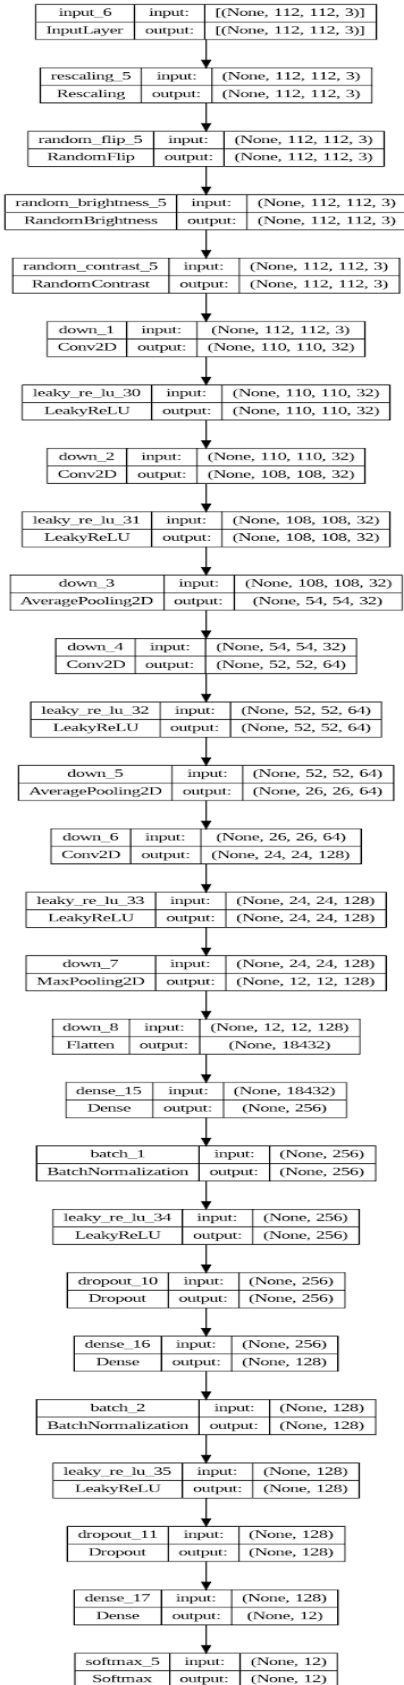 input_6 input: [(None, 112, 112, 3)]
InputLayer output: [(None, 112, 112, 3)]
rescaling_5 input: (None, 112, 112, 3)
Rescaling output: (None, 112, 112, 3)
random_flip_5 input: (None, 112, 112, 3)
RandomFlip output: (None, 112, 112, 3)
random_brightness_5 input: (None, 112, 112, 3)
RandomBrightness output: (None, 112, 112, 3)
random_contrast_5 input: (None, 112, 112, 3)
RandomContrast output: (None, 112, 112, 3)
down_1 input: (None, 112, 112, 3)
Conv2D output: (None, 110, 110, 32)
leaky_re_lu_30 input: (None, 110, 110, 32)
LeakyReLU output: (None, 110, 110, 32)
down_2 input: (None, 110, 110, 32)
Conv2D output: (None, 108, 108, 32)
leaky_re_lu_31 input: (None, 108, 108, 32)
LeakyReLU output: (None, 108, 108, 32)
down_3 input: (None, 108, 108, 32)
AveragePooling2D output: (None, 54, 54, 32)
down_4 input: (None, 54, 54, 32)
Conv2D output: (None, 52, 52, 64)
leaky_re_lu_32 input: (None, 52, 52, 64)
LeakyReLU output: (None, 52, 52, 64)
down_5 input: (None, 52, 52, 64)
AveragePooling2D output: (None, 26, 26, 64)
down_6 input: (None, 26, 26, 64)
Conv2D output: (None, 24, 24, 128)
leaky_re_lu_33 input: (None, 24, 24, 128)
LeakyReLU output: (None, 24, 24, 128)
down_7 input: (None, 24, 24, 128)
MaxPooling2D output: (None, 12, 12, 128)
down_8 input: (None, 12, 12, 128)
Flatten output: (None, 18432)
dense_15 input: (None, 18432)
Dense output: (None, 256)
batch_1 input: (None, 256)
BatchNormalization output: (None, 256)
leaky_re_lu_34 input: (None, 256)
LeakyReLU output: (None, 256)
dropout_10 input: (None, 256)
Dropout output: (None, 256)
dense_16 input: (None, 256)
Dense output: (None, 128)
batch_2 input: (None, 128)
BatchNormalization output: (None, 128)
leaky_re_lu_35 input: (None, 128)
LeakyReLU output: (None, 128)
dropout_11 input: (None, 128)
Dropout output: (None, 128)
dense_17 input: (None, 128)
Dense output: (None, 12)
softmax_5 input: (None, 12)
Softmax output: (None, 12)